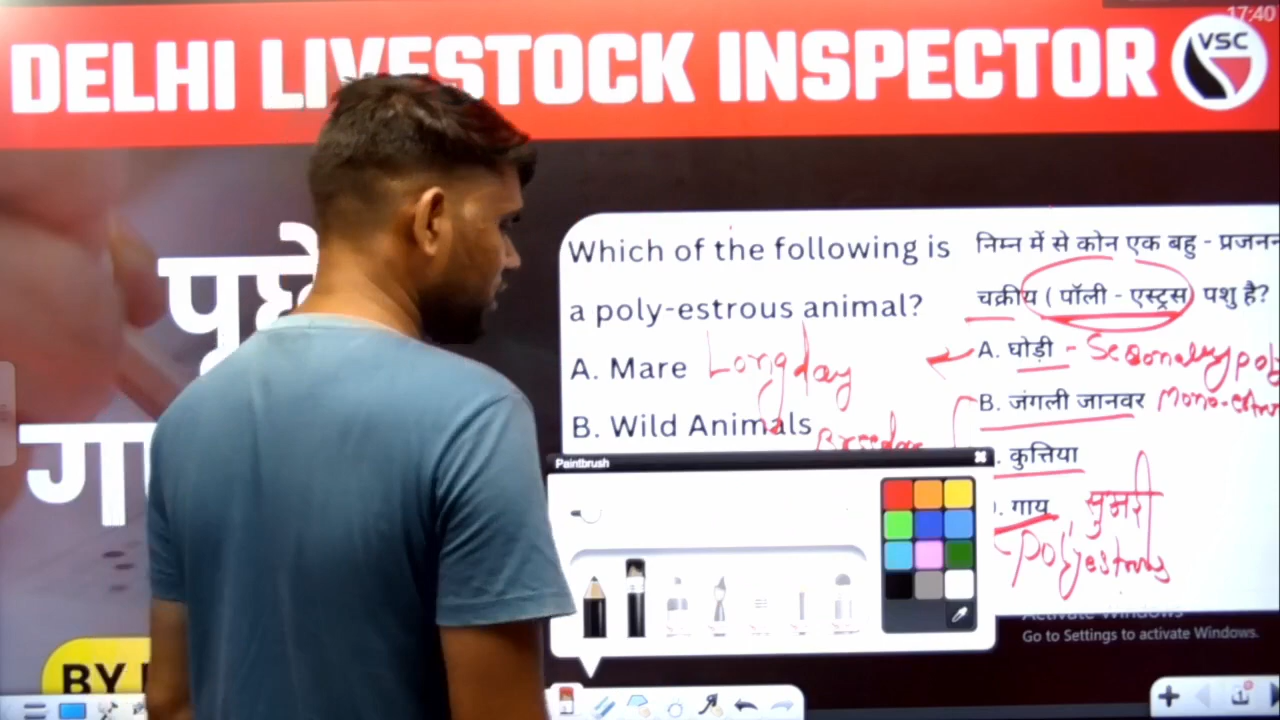 17:40
DELHI LIVESTOCK INSPECTOR
VSC
Which of the following is
a poly-estrous animal?
A. Mare Long day
B. Wild Animals
निम्न में से कोन एक बहु - प्रजनन
चक्रीय ( पॉली - एस्ट्रस) पशु है?
A. घोड़ी -
B. जंगली जानवर
. कुत्तिया
. गाय
Polyestrus
Paintbrush
Activate Windows
Go to Settings to activate Windows.
BY